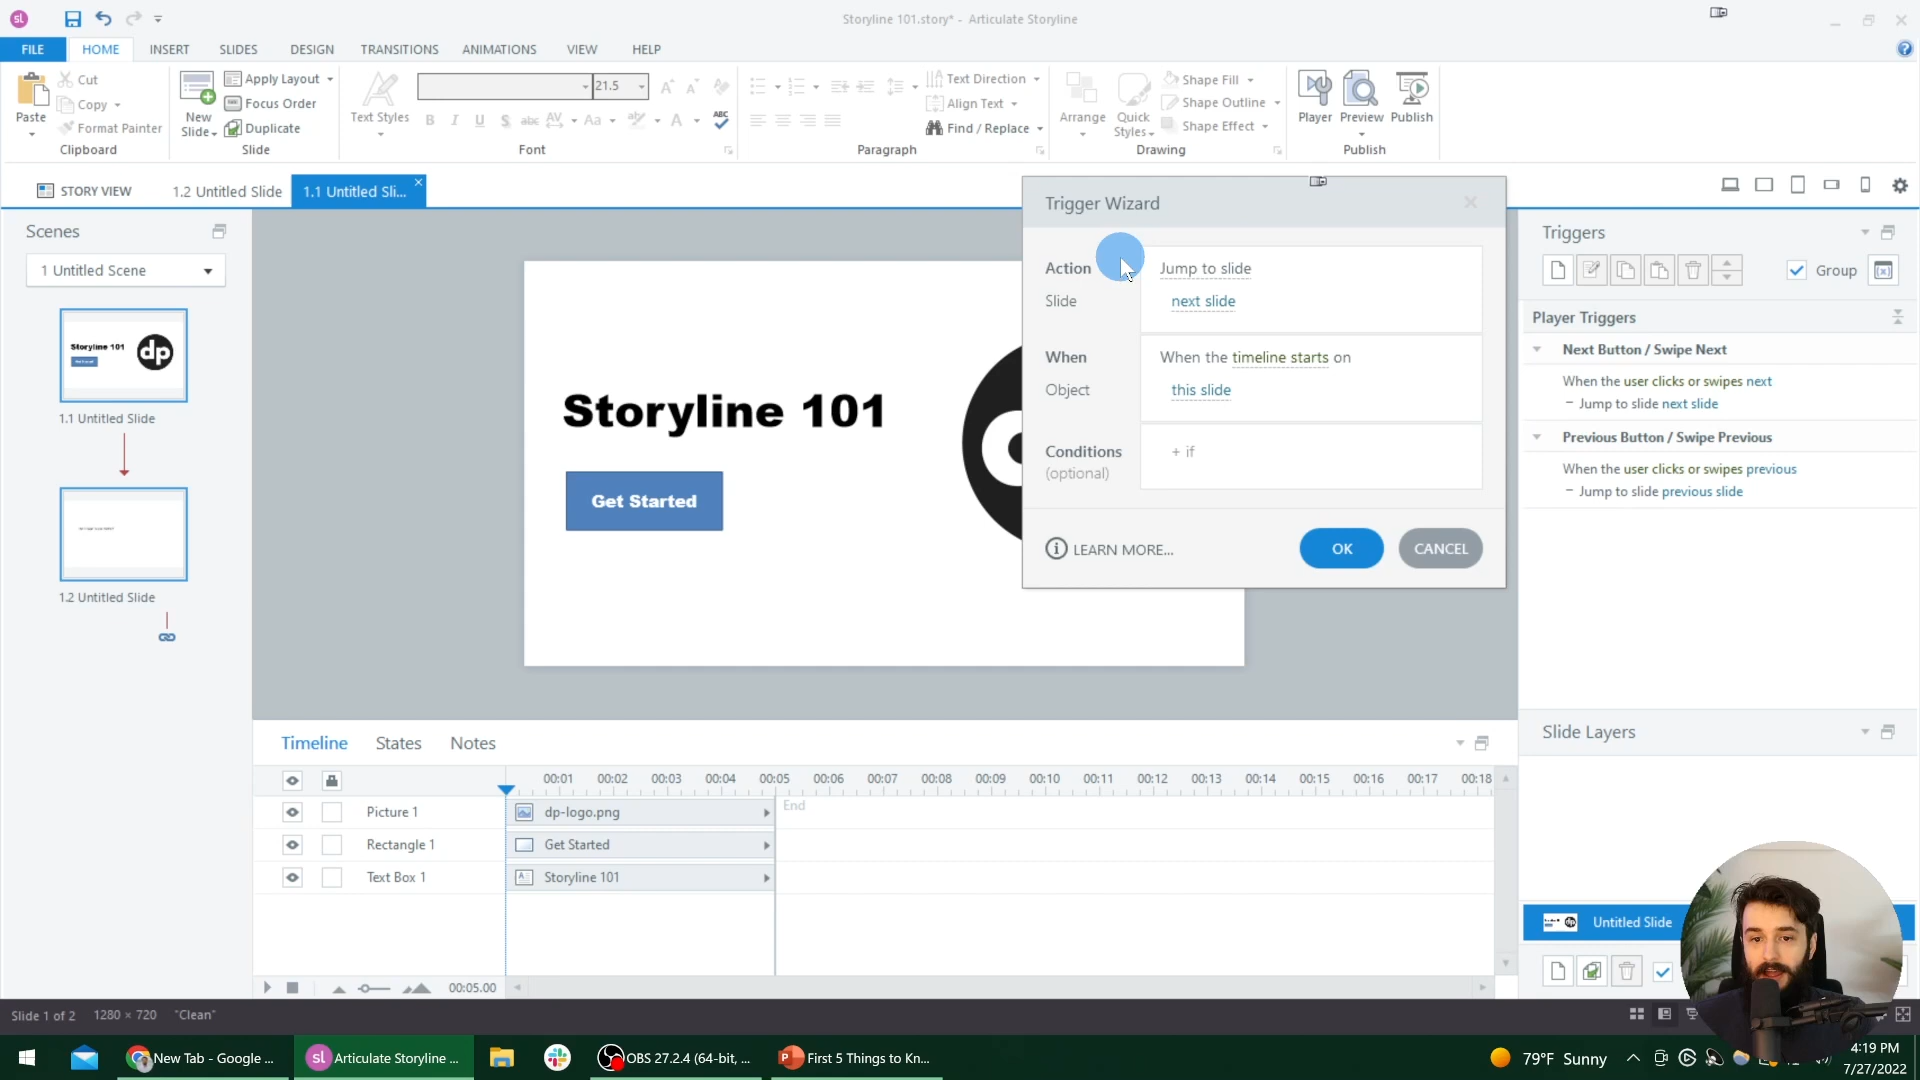 sl
Storyline 101.story* - Articulate Storyline
FILE HOME INSERT SLIDES DESIGN TRANSITIONS ANIMATIONS VIEW HELP
Paste
Cut
Copy
Format Painter
Clipboard
New Slide
Apply Layout
Focus Order
Duplicate
Slide
Text Styles
21.5
B I U S abc AV Aa A ABC
Font
Text Direction
Align Text
Find / Replace
Paragraph
Arrange
Quick Styles
Shape Fill
Shape Outline
Shape Effect
Drawing
Player
Preview
Publish
Publish
STORY VIEW
1.2 Untitled Slide
1.1 Untitled Sli...
Scenes
1 Untitled Scene
Storyline 101
dp
1.1 Untitled Slide
1.2 Untitled Slide
Storyline 101
Get Started
Trigger Wizard
Action Jump to slide
Slide next slide
When When the timeline starts on
Object this slide
Conditions + if
(optional)
LEARN MORE...
OK
CANCEL
Triggers
Group
Player Triggers
Next Button / Swipe Next
When the user clicks or swipes next
– Jump to slide next slide
Previous Button / Swipe Previous
When the user clicks or swipes previous
– Jump to slide previous slide
Slide Layers
Untitled Slide
Timeline States Notes
00:01 00:02 00:03 00:04 00:05 00:06 00:07 00:08 00:09 00:10 00:11 00:12 00:13 00:14 00:15 00:16 00:17 00:18
Picture 1 dp-logo.png
End
Rectangle 1 Get Started
Text Box 1 Storyline 101
00:05.00
Slide 1 of 2 1280 × 720 "Clean"
New Tab - Google ...
sl Articulate Storyline ...
OBS 27.2.4 (64-bit, ...
First 5 Things to Kn...
79°F Sunny
4:19 PM
7/27/2022